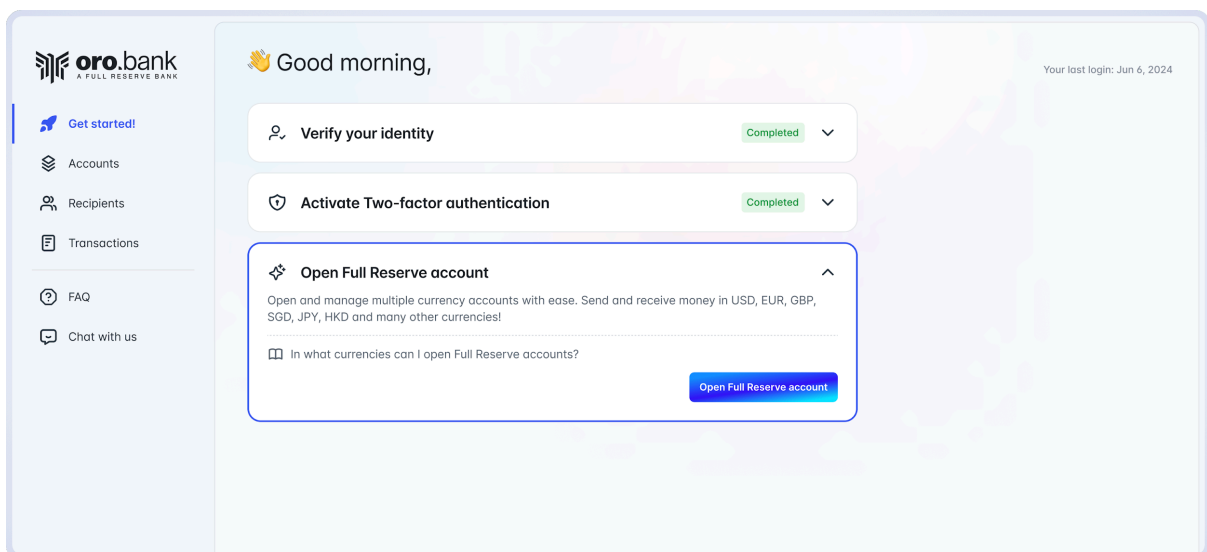 oro.bank
A FULL RESERVE BANK
Good morning,
Your last login: Jun 6, 2024
Get started!
Accounts
Recipients
Transactions
FAQ
Chat with us
Verify your identity
Completed
Activate Two-factor authentication
Completed
Open Full Reserve account
Open and manage multiple currency accounts with ease. Send and receive money in USD, EUR, GBP,
SGD, JPY, HKD and many other currencies!
In what currencies can I open Full Reserve accounts?
Open Full Reserve account